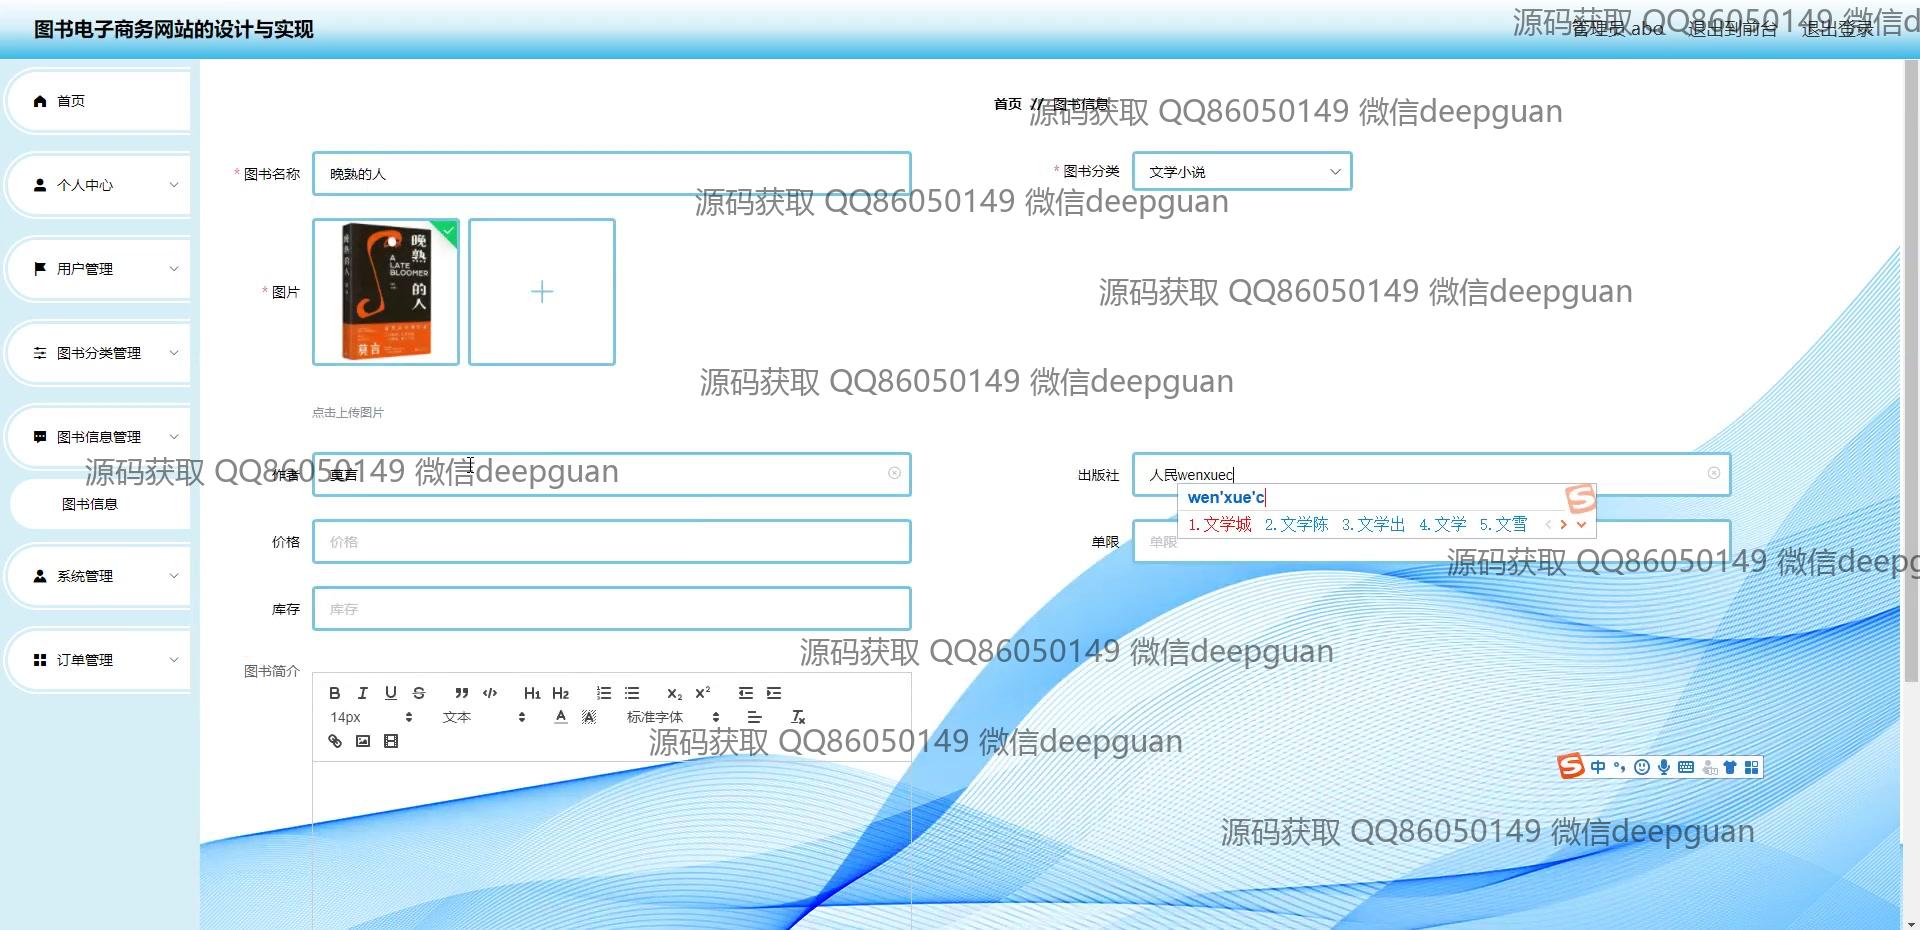 图书电子商务网站的设计与实现
管理员 abo 退出到前台 退出登录
源码获取 QQ86050149 微信d
首页
首页 // 图书信息
源码获取 QQ86050149 微信deepguan
个人中心
* 图书名称 晚熟的人
* 图书分类 文学小说
源码获取 QQ86050149 微信deepguan
用户管理
* 图片
晚熟的人
A LATE BLOOMER
莫言
源码获取 QQ86050149 微信deepguan
图书分类管理
源码获取 QQ86050149 微信deepguan
点击上传图片
图书信息管理
源码获取 QQ86050149 微信deepguan
作者 莫言
出版社 人民wenxuec
wen'xue'c
1.文学城 2.文学陈 3.文学出 4.文学 5.文雪
图书信息
价格 价格
单限 单限
源码获取 QQ86050149 微信deepg
系统管理
库存 库存
源码获取 QQ86050149 微信deepguan
订单管理
图书简介
B I U S H1 H2 X2 X2
14px 文本 A A 标准字体 Tx
源码获取 QQ86050149 微信deepguan
S 中
源码获取 QQ86050149 微信deepguan